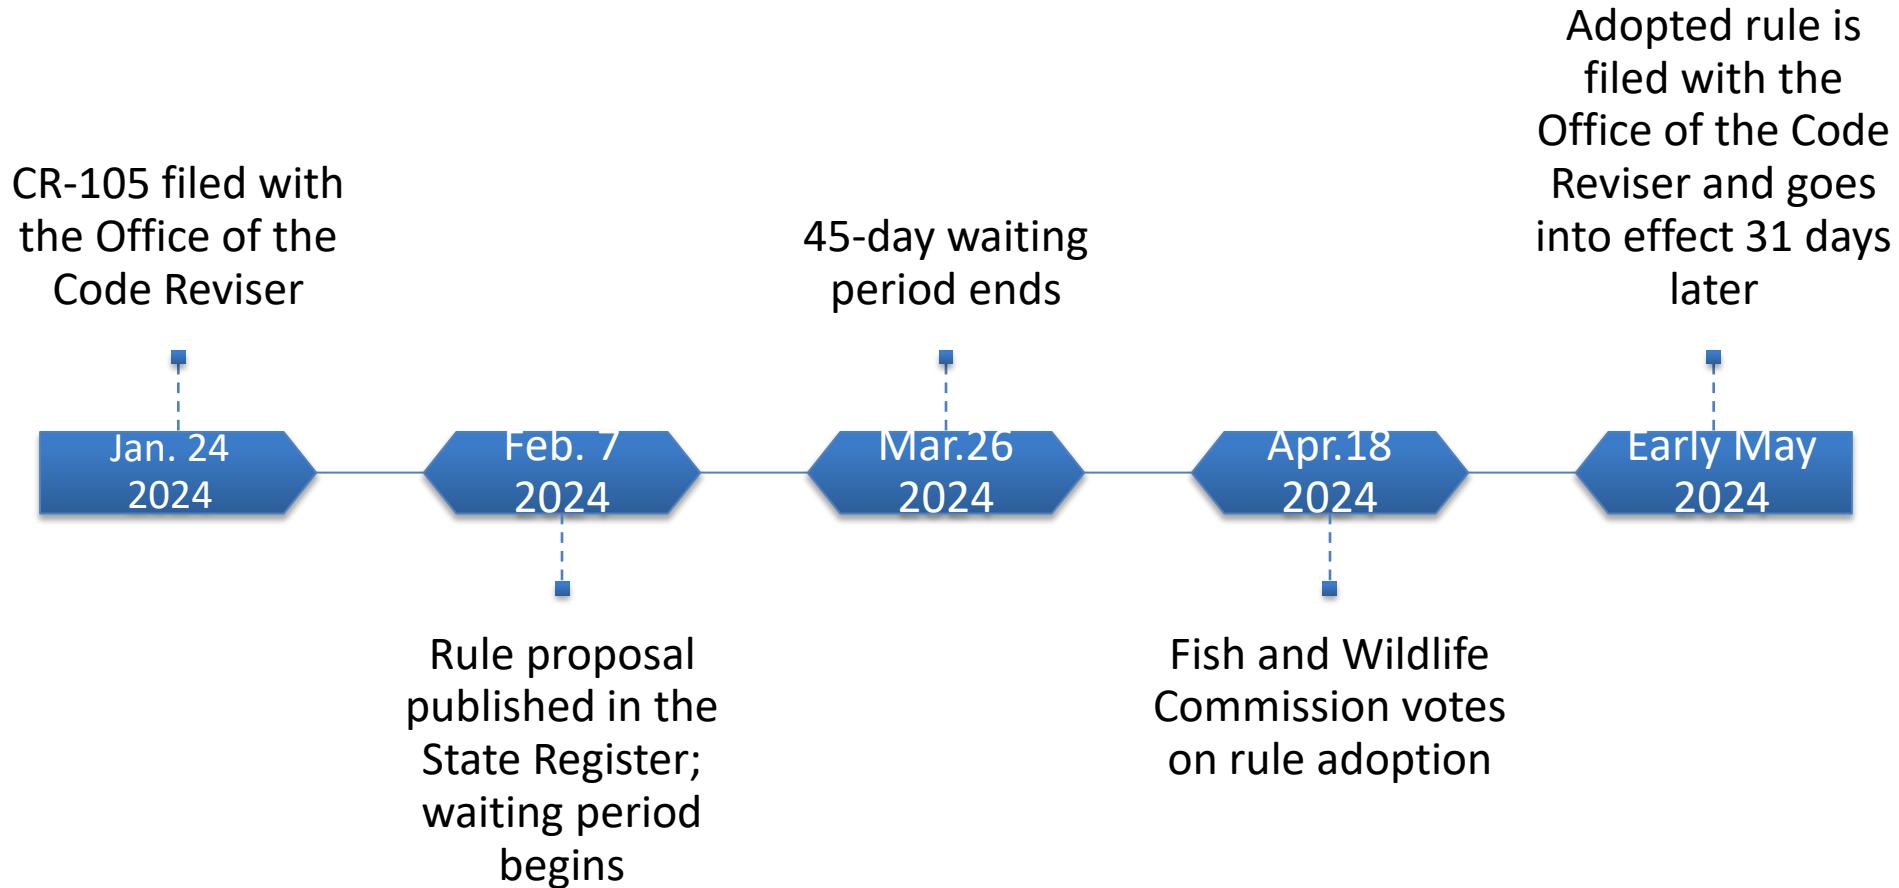 CR-105 filed with
the Office of the
Code Reviser
Jan. 24
2024
Feb. 7
2024
Rule proposal
published in the
State Register;
waiting period
begins
45-day waiting
period ends
Mar.26
2024
Apr.18
2024
Fish and Wildlife
Commission votes
on rule adoption
Adopted rule is
filed with the
Office of the Code
Reviser and goes
into effect 31 days
later
Early May
2024